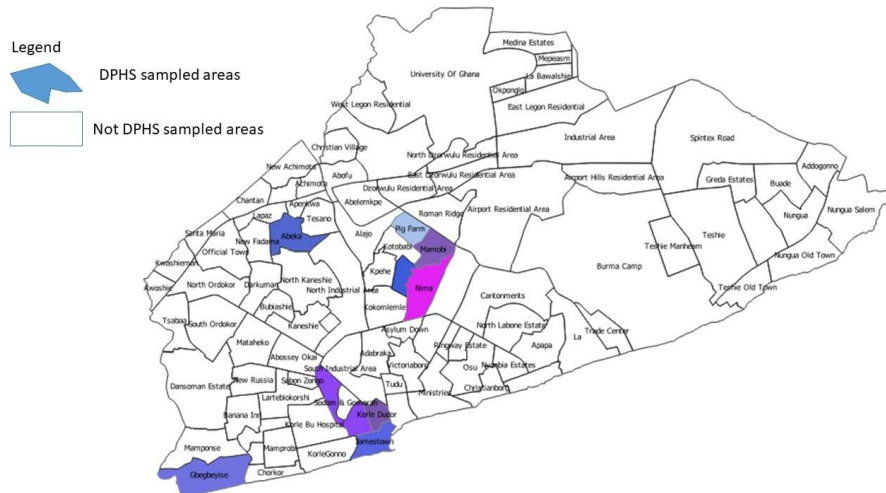 Legend
DPHS sampled areas
Not DPHS sampled areas
Medina Estates
Mepeasm
La Bawalshie
University Of Ghana
Okponglo
East Legon Residential
West Legon Residential
Industrial Area
Spintex Road
Christian Village
North Dzorwulu Residential Area
New Achimota
Abofu
East Dzorwulu Residential Area
Airport Hills Residential Area
Addogonno
Achimota
Dzorwulu Residential Area
Greda Estates
Buade
Chantan
Apenkwa
Abelemkpe
Roman Ridge
Airport Residential Area
Nungua Salem
Lapaz
Tesano
Nungua
Santa Meria
Abeka
Alajo
Pig Farm
Teshie
New Fadama
Kotobabi
Mamobi
Teshie Manheam
Official Town
Nungua Old Town
Kwashieman
Kpehe
Burma Camp
North Kaneshie
Awoshie
North Ordokor
Darkuman
North Industrial Area
Nima
Teshie Old Town
Cantonments
Bubiashie
Kokomlemle
Tsabaa
South Ordokor
Kaneshie
Asylum Down
North Labone Estate
Trade Center
La
Mataheko
Ringway Estate
Apapa
Abossey Okai
Adabraka
Victoriaborg
Osu
Nyanbia Estates
South Industrial Area
Dansoman Estate
New Russia
Sabon Zongo
Tudu
Ministries
Christianborg
Lartebiokorshi
Banana Inn
Korle Dudor
Korle Bu Hospital
Jamestown
Mamponse
Mamprobi
KorleGonno
Gbegbeyise
Chorkor